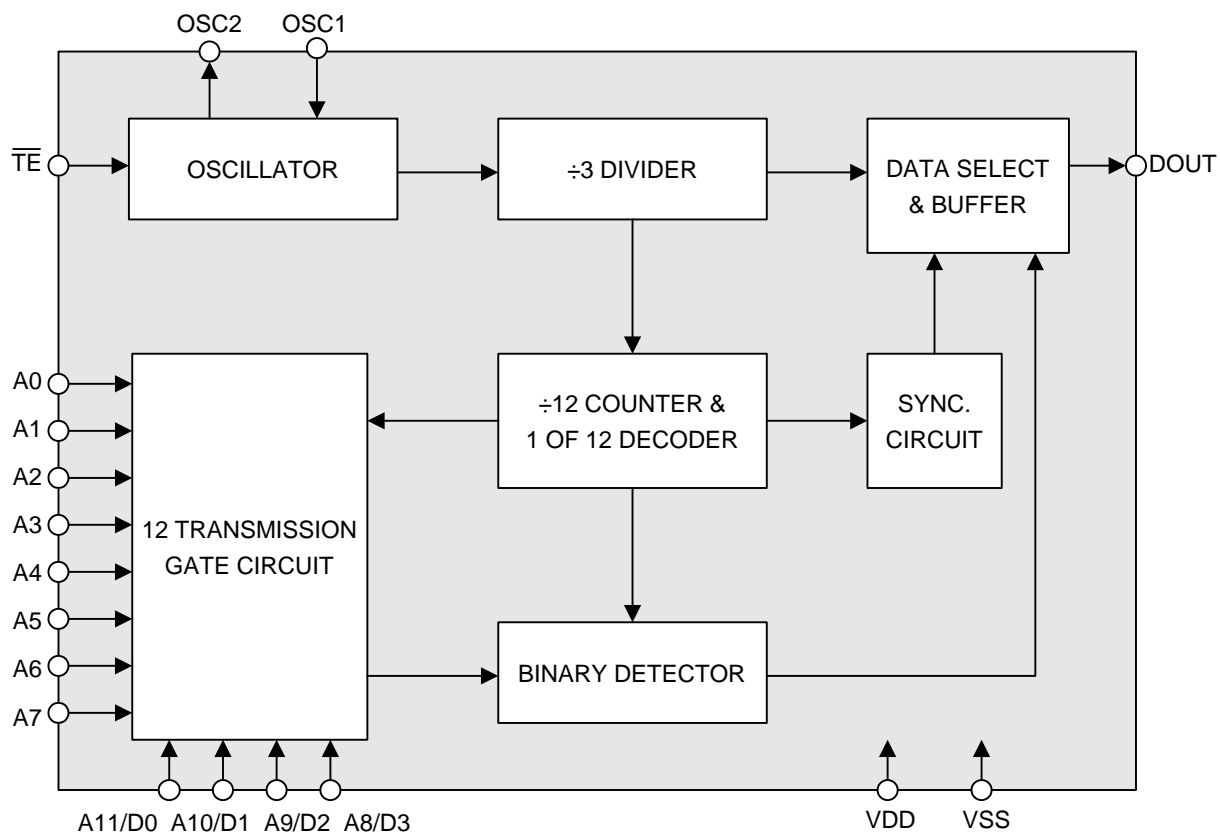 OSC2
OSC1
T̅E̅
OSCILLATOR
÷3 DIVIDER
DATA SELECT
& BUFFER
DOUT
A0
A1
A2
A3
A4
A5
A6
A7
12 TRANSMISSION
GATE CIRCUIT
÷12 COUNTER &
1 OF 12 DECODER
SYNC.
CIRCUIT
BINARY DETECTOR
A11/D0
A10/D1
A9/D2
A8/D3
VDD
VSS